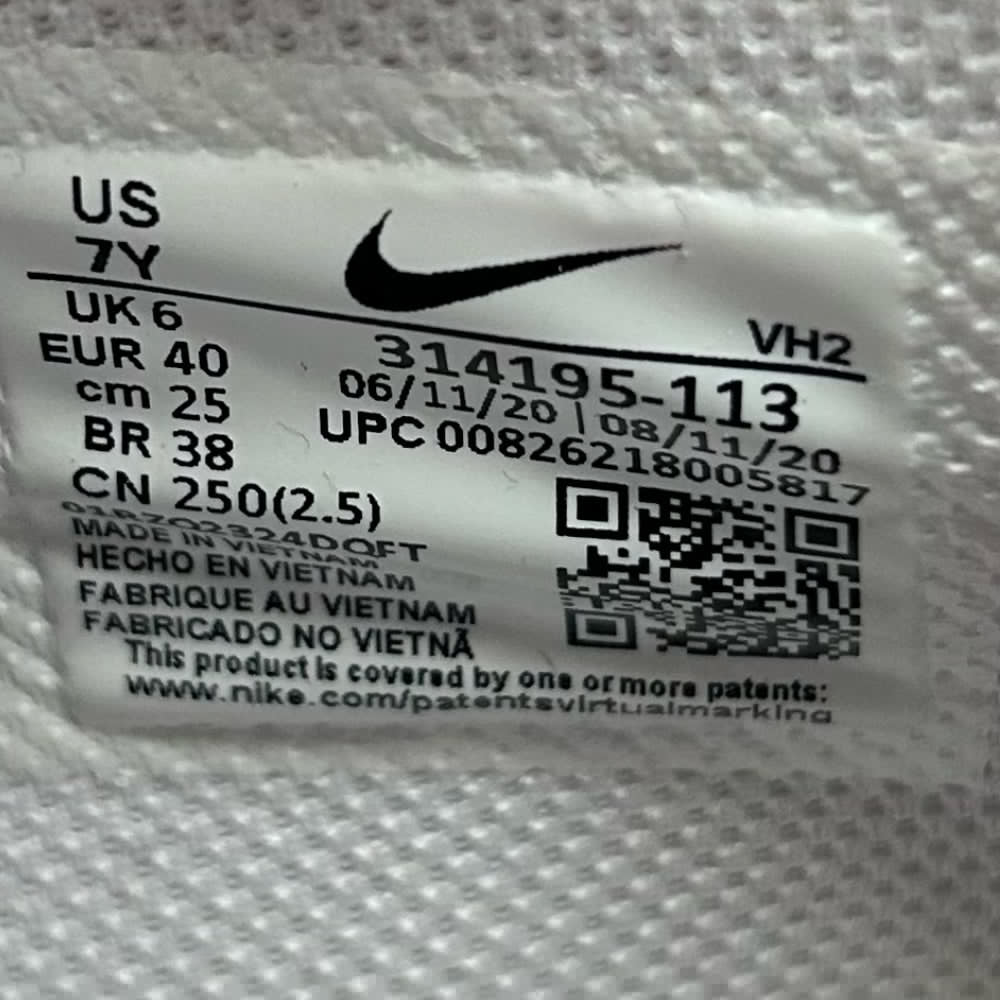 US
7Y
VH2
UK 6
EUR 40
cm 25
BR 38
CN 250(2.5)
314195-113
06/11/20 | 08/11/20
UPC 00826218005817
MADE IN VIETNAM
HECHO EN VIETNAM
FABRIQUE AU VIETNAM
FABRICADO NO VIETNÃ
This product is covered by one or more patents:
www.nike.com/patentsvirtualmarking